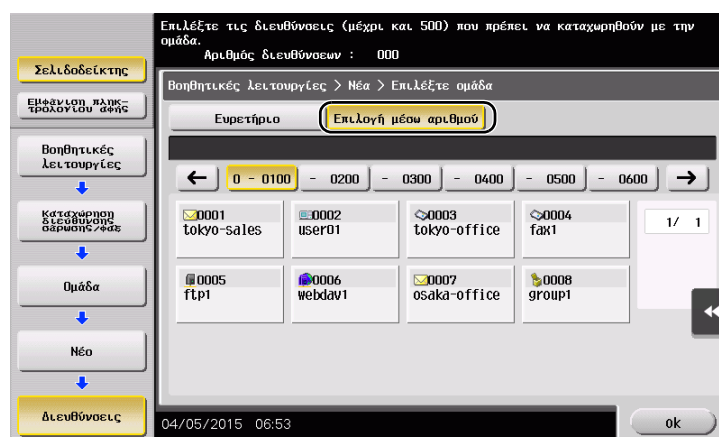 Επιλέξτε τις διευθύνσεις (μέχρι και 500) που πρέπει να καταχωρηθούν με την
ομάδα.
Αριθμός διευθύνσεων : 000
Σελιδοδείκτης
Εμφάνιση πληκ-
τρολογίου αφής
Βοηθητικές
λειτουργίες
Καταχώρηση
διεύθυνσης
σάρωσης/φαξ
Ομάδα
Νέο
Διευθύνσεις
Βοηθητικές λειτουργίες > Νέα > Επιλέξτε ομάδα
Ευρετήριο
Επιλογή μέσω αριθμού
← 0 - 0100 - 0200 - 0300 - 0400 - 0500 - 0600 →
0001 0002 0003 0004
tokyo-sales user01 tokyo-office fax1
1/ 1
0005 0006 0007 0008
ftp1 webdav1 osaka-office group1
04/05/2015 06:53
ok